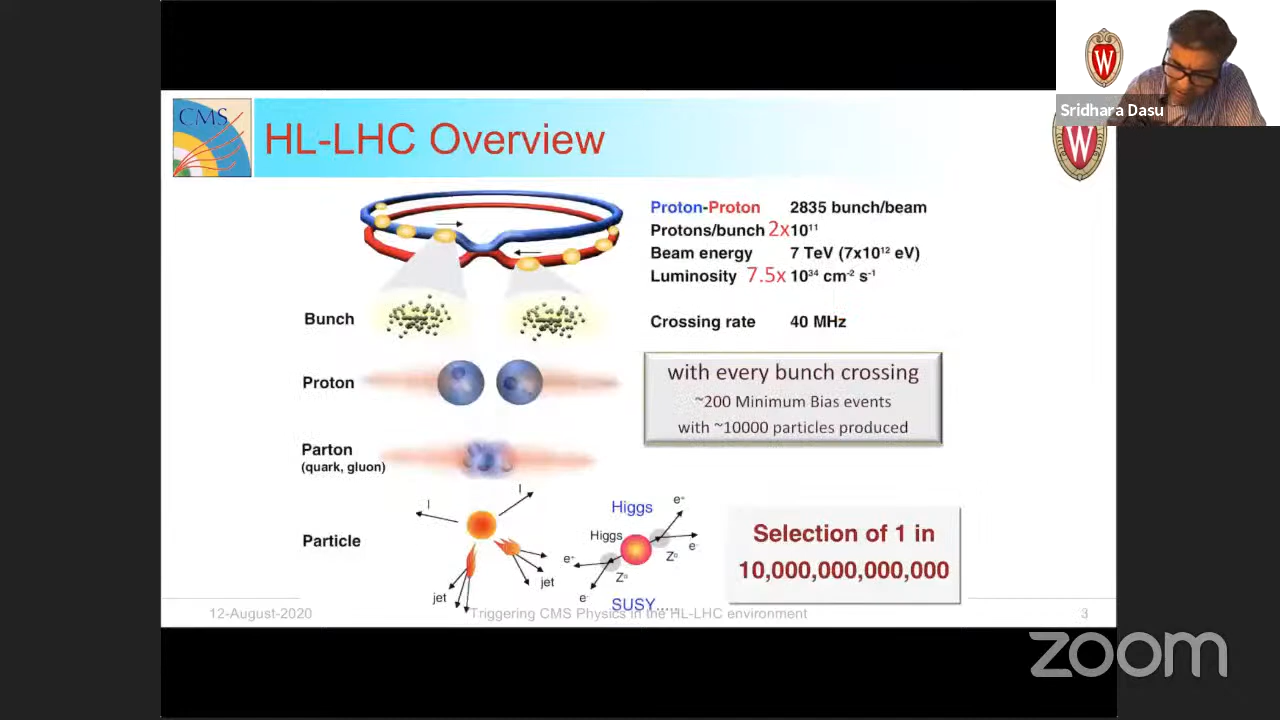 W
Sridhara Dasu
CMS
HL-LHC Overview
W
Proton-Proton 2835 bunch/beam
Protons/bunch 2x10¹¹
Beam energy 7 TeV (7x10¹² eV)
Luminosity 7.5x 10³⁴ cm⁻² s⁻¹
Bunch
Crossing rate 40 MHz
with every bunch crossing
~200 Minimum Bias events
with ~10000 particles produced
Proton
Parton
(quark, gluon)
Particle
l
l
jet
jet
Higgs
Higgs
e⁺
e⁻
Z⁰
e⁺
Z⁰
e⁻
SUSY.....
Selection of 1 in
10,000,000,000,000
12-August-2020
Triggering CMS Physics in the HL-LHC environment
3
zoom